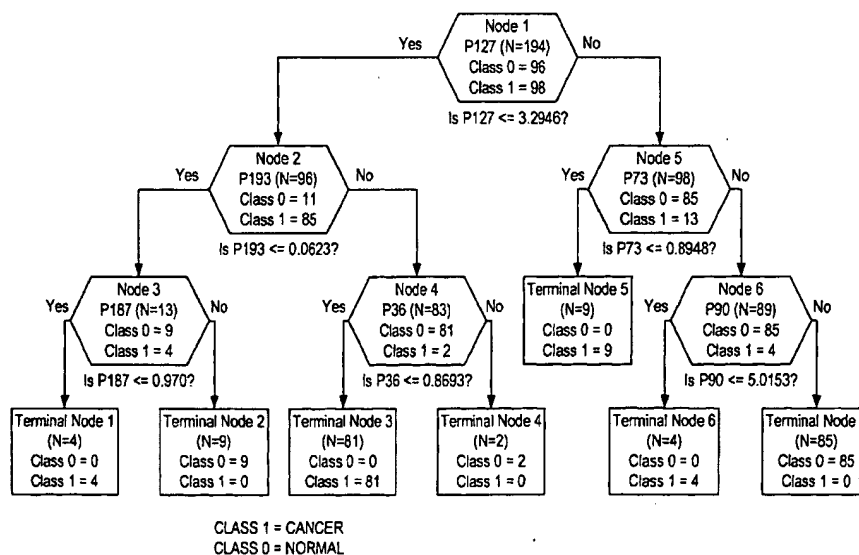 Node 1
P127 (N=194)
Class 0 = 96
Class 1 = 98
Yes
No
Is P127 <= 3.2946?
Node 2
P193 (N=96)
Class 0 = 11
Class 1 = 85
Yes
No
Is P193 <= 0.0623?
Node 5
P73 (N=98)
Class 0 = 85
Class 1 = 13
Yes
No
Is P73 <= 0.8948?
Node 3
P187 (N=13)
Class 0 = 9
Class 1 = 4
Yes
No
Is P187 <= 0.970?
Node 4
P36 (N=83)
Class 0 = 81
Class 1 = 2
Yes
No
Is P36 <= 0.8693?
Terminal Node 5
(N=9)
Class 0 = 0
Class 1 = 9
Node 6
P90 (N=89)
Class 0 = 85
Class 1 = 4
Yes
No
Is P90 <= 5.0153?
Terminal Node 1
(N=4)
Class 0 = 0
Class 1 = 4
Terminal Node 2
(N=9)
Class 0 = 9
Class 1 = 0
Terminal Node 3
(N=81)
Class 0 = 0
Class 1 = 81
Terminal Node 4
(N=2)
Class 0 = 2
Class 1 = 0
Terminal Node 6
(N=4)
Class 0 = 0
Class 1 = 4
Terminal Node
(N=85)
Class 0 = 85
Class 1 = 0
CLASS 1 = CANCER
CLASS 0 = NORMAL